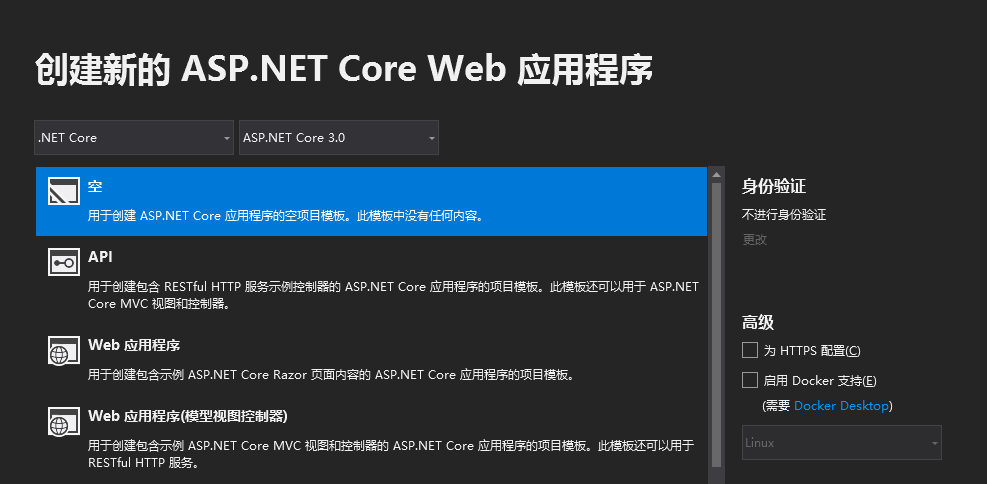 创建新的 ASP.NET Core Web 应用程序
.NET Core
ASP.NET Core 3.0
空
用于创建 ASP.NET Core 应用程序的空项目模板。此模板中没有任何内容。
API
用于创建包含 RESTful HTTP 服务示例控制器的 ASP.NET Core 应用程序的项目模板。此模板还可以用于 ASP.NET
Core MVC 视图和控制器。
Web 应用程序
用于创建包含示例 ASP.NET Core Razor 页面内容的 ASP.NET Core 应用程序的项目模板。
Web 应用程序(模型视图控制器)
用于创建包含示例 ASP.NET Core MVC 视图和控制器的 ASP.NET Core 应用程序的项目模板。此模板还可以用于
RESTful HTTP 服务。
身份验证
不进行身份验证
更改
高级
为 HTTPS 配置(C)
启用 Docker 支持(E)
(需要 Docker Desktop)
Linux